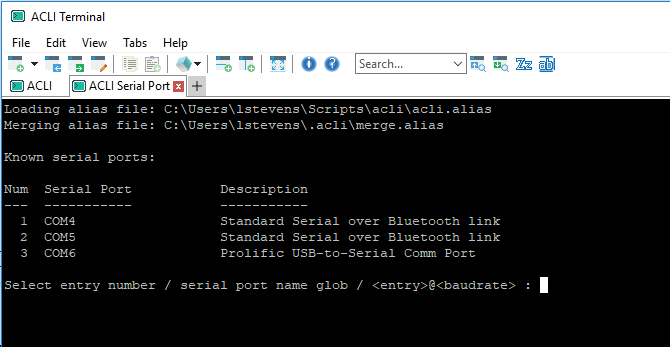 ACLI Terminal
File Edit View Tabs Help
Search...
ACLI ACLI Serial Port
Loading alias file: C:\Users\lstevens\Scripts\acli\acli.alias
Merging alias file: C:\Users\lstevens\.acli\merge.alias
Known serial ports:
Num Serial Port Description
--- ----------- -----------
1 COM4 Standard Serial over Bluetooth link
2 COM5 Standard Serial over Bluetooth link
3 COM6 Prolific USB-to-Serial Comm Port
Select entry number / serial port name glob / <entry>@<baudrate> :